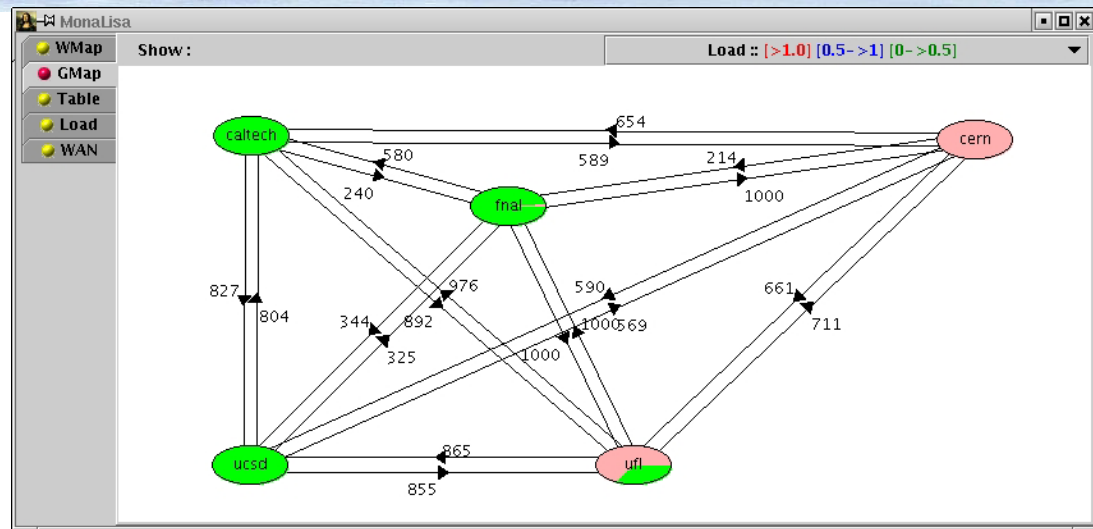 MonaLisa
WMap
GMap
Table
Load
WAN
Show :
Load :: [>1.0] [0.5->1] [0->0.5]
654
caltech
cern
580
589
214
240
1000
fnal
827
976
590
661
804
344
892
1000
569
711
325
1000
865
ucsd
ufl
855